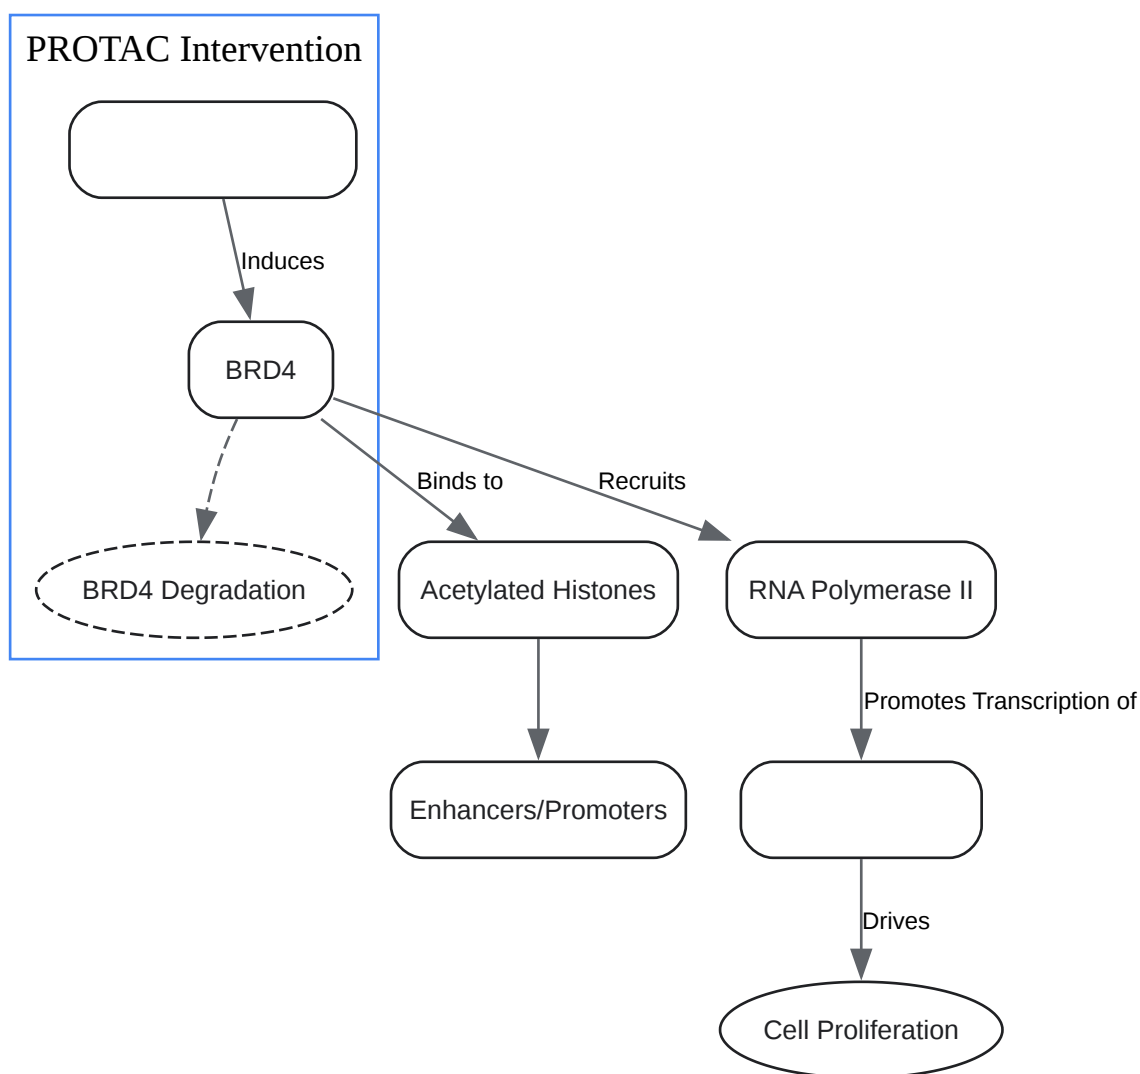 PROTAC Intervention
Induces
BRD4
Binds to
Recruits
BRD4 Degradation
Acetylated Histones
RNA Polymerase II
Promotes Transcription of
Enhancers/Promoters
Drives
Cell Proliferation